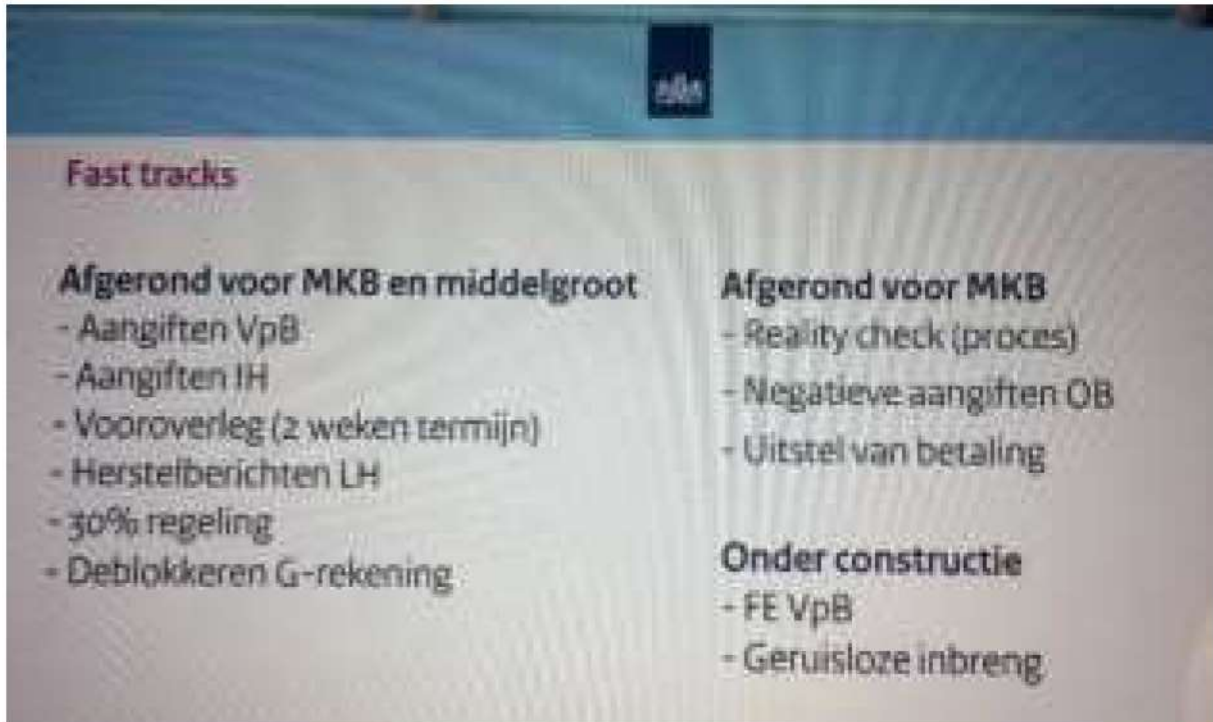 Fast tracks
Afgerond voor MKB en middelgroot
- Aangiften VpB
- Aangiften IH
- Vooroverleg (2 weken termijn)
- Herstelberichten LH
- 30% regeling
- Deblokkeren G-rekening
Afgerond voor MKB
- Reality check (proces)
- Negatieve aangiften OB
- Uitstel van betaling
Onder constructie
- FE VpB
- Geruisloze inbreng